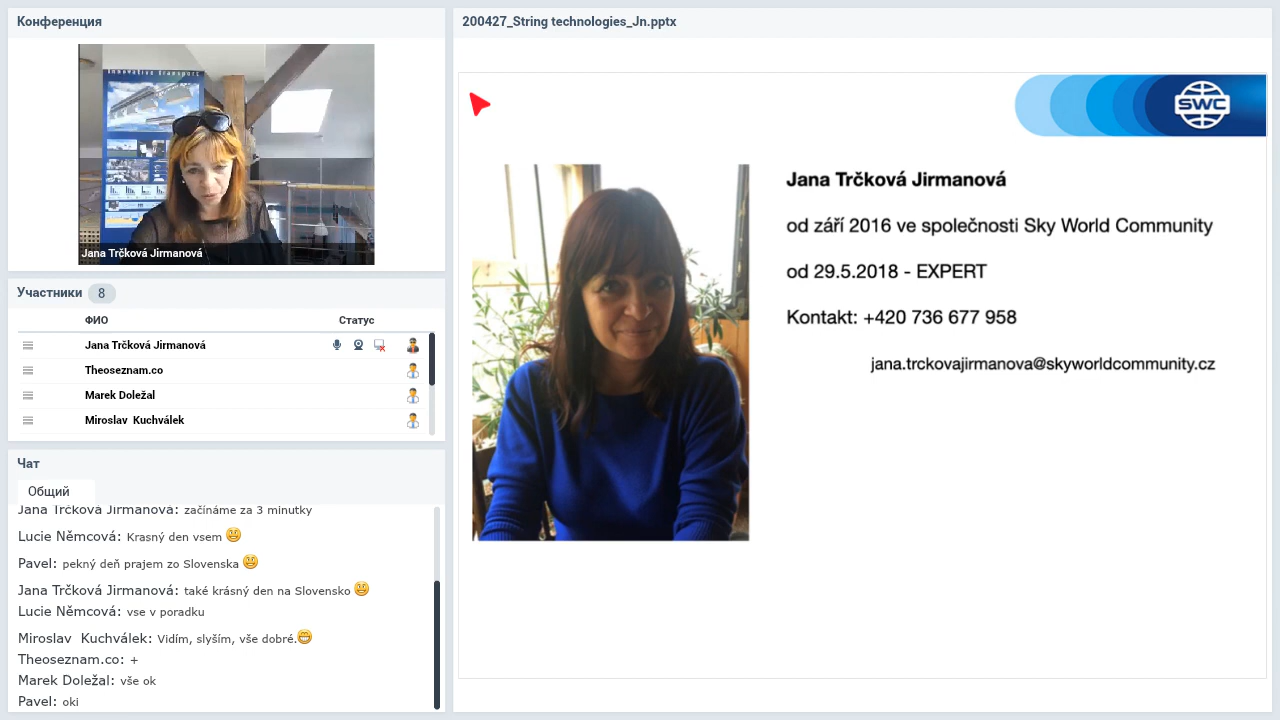 Конференция
Innovative transport
Jana Trčková Jirmanová
Участники 8
ФИО Статус
Jana Trčková Jirmanová
Theoseznam.co
Marek Doležal
Miroslav Kuchválek
Чат
Общий
Jana Trčková Jirmanová: začínáme za 3 minutky
Lucie Němcová: Krasný den vsem
Pavel: pekný deň prajem zo Slovenska
Jana Trčková Jirmanová: také krásný den na Slovensko
Lucie Němcová: vse v poradku
Miroslav Kuchválek: Vidím, slyším, vše dobré.
Theoseznam.co: +
Marek Doležal: vše ok
Pavel: oki
200427_String technologies_Jn.pptx
SWC
Jana Trčková Jirmanová
od září 2016 ve společnosti Sky World Community
od 29.5.2018 - EXPERT
Kontakt: +420 736 677 958
jana.trckovajirmanova@skyworldcommunity.cz